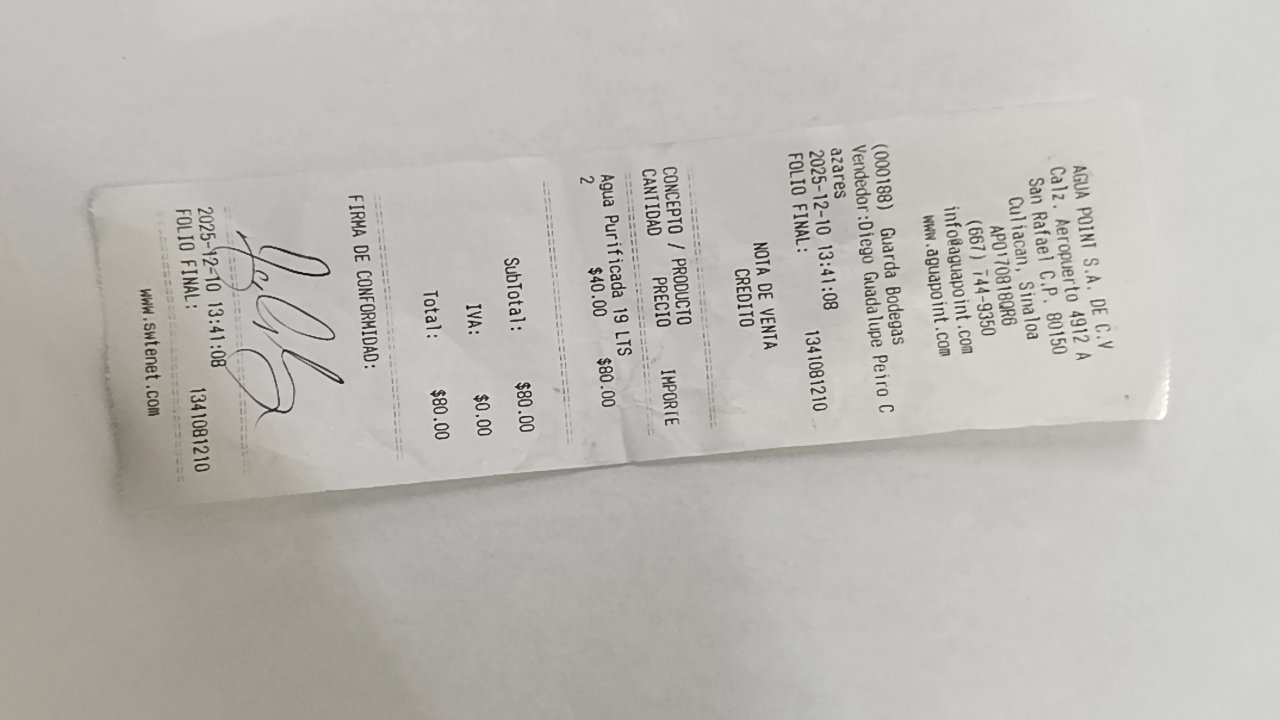 AGUA POINT S.A. DE C.V
Calz. Aeropuerto 4912 A
San Rafael C.P. 80150
Culiacan, Sinaloa
APO170818QR6
(667) 744-9350
info@aguapoint.com
www.aguapoint.com
(000188) Guarda Bodegas
Vendedor:Diego Guadalupe Peiro C
azares
2025-12-10 13:41:08
FOLIO FINAL: 1341081210
NOTA DE VENTA
CREDITO
CONCEPTO / PRODUCTO
CANTIDAD PRECIO IMPORTE
Agua Purificada 19 LTS
2 $40.00 $80.00
SubTotal: $80.00
IVA: $0.00
Total: $80.00
FIRMA DE CONFORMIDAD:
2025-12-10 13:41:08
FOLIO FINAL: 1341081210
www.swtenet.com